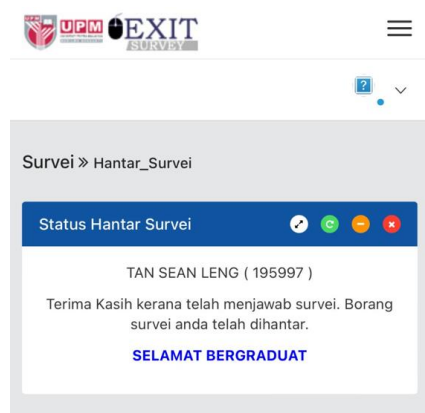 UPM EXIT
SURVEY
?
Survei » Hantar_Survei
Status Hantar Survei
TAN SEAN LENG ( 195997 )
Terima Kasih kerana telah menjawab survei. Borang
survei anda telah dihantar.
SELAMAT BERGRADUAT